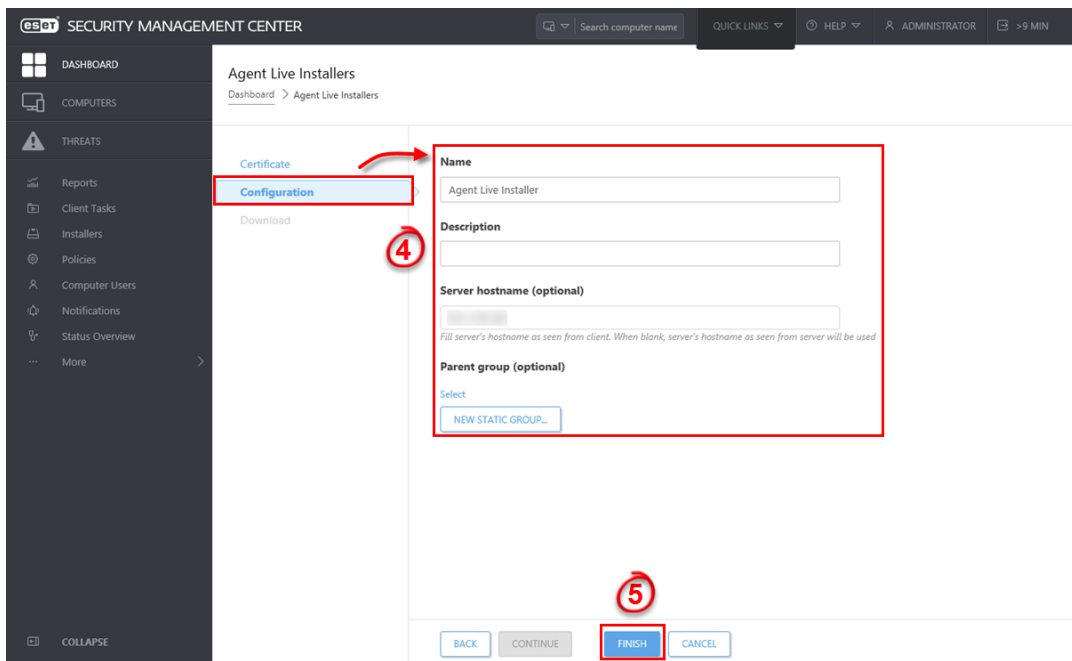 eset SECURITY MANAGEMENT CENTER
Search computer name
QUICK LINKS
HELP
ADMINISTRATOR
>9 MIN
DASHBOARD
COMPUTERS
THREATS
Reports
Client Tasks
Installers
Policies
Computer Users
Notifications
Status Overview
More
COLLAPSE
Agent Live Installers
Dashboard > Agent Live Installers
Certificate
Configuration
Download
4
Name
Agent Live Installer
Description
Server hostname (optional)
Fill server's hostname as seen from client. When blank, server's hostname as seen from server will be used
Parent group (optional)
Select
NEW STATIC GROUP...
5
BACK
CONTINUE
FINISH
CANCEL